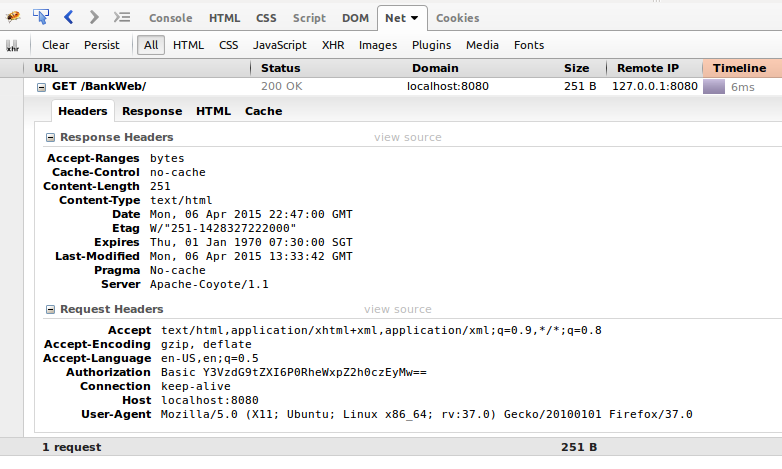 Console HTML CSS Script DOM Net Cookies
Clear Persist All HTML CSS JavaScript XHR Images Plugins Media Fonts
URL Status Domain Size Remote IP Timeline
GET /BankWeb/ 200 OK localhost:8080 251 B 127.0.0.1:8080 6ms
Headers Response HTML Cache
Response Headers view source
Accept-Ranges bytes
Cache-Control no-cache
Content-Length 251
Content-Type text/html
Date Mon, 06 Apr 2015 22:47:00 GMT
Etag W/"251-1428327222000"
Expires Thu, 01 Jan 1970 07:30:00 SGT
Last-Modified Mon, 06 Apr 2015 13:33:42 GMT
Pragma No-cache
Server Apache-Coyote/1.1
Request Headers view source
Accept text/html,application/xhtml+xml,application/xml;q=0.9,*/*;q=0.8
Accept-Encoding gzip, deflate
Accept-Language en-US,en;q=0.5
Authorization Basic Y3VzdG9tZXI6P0RheWxpZ2h0czEyMw==
Connection keep-alive
Host localhost:8080
User-Agent Mozilla/5.0 (X11; Ubuntu; Linux x86_64; rv:37.0) Gecko/20100101 Firefox/37.0
1 request 251 B